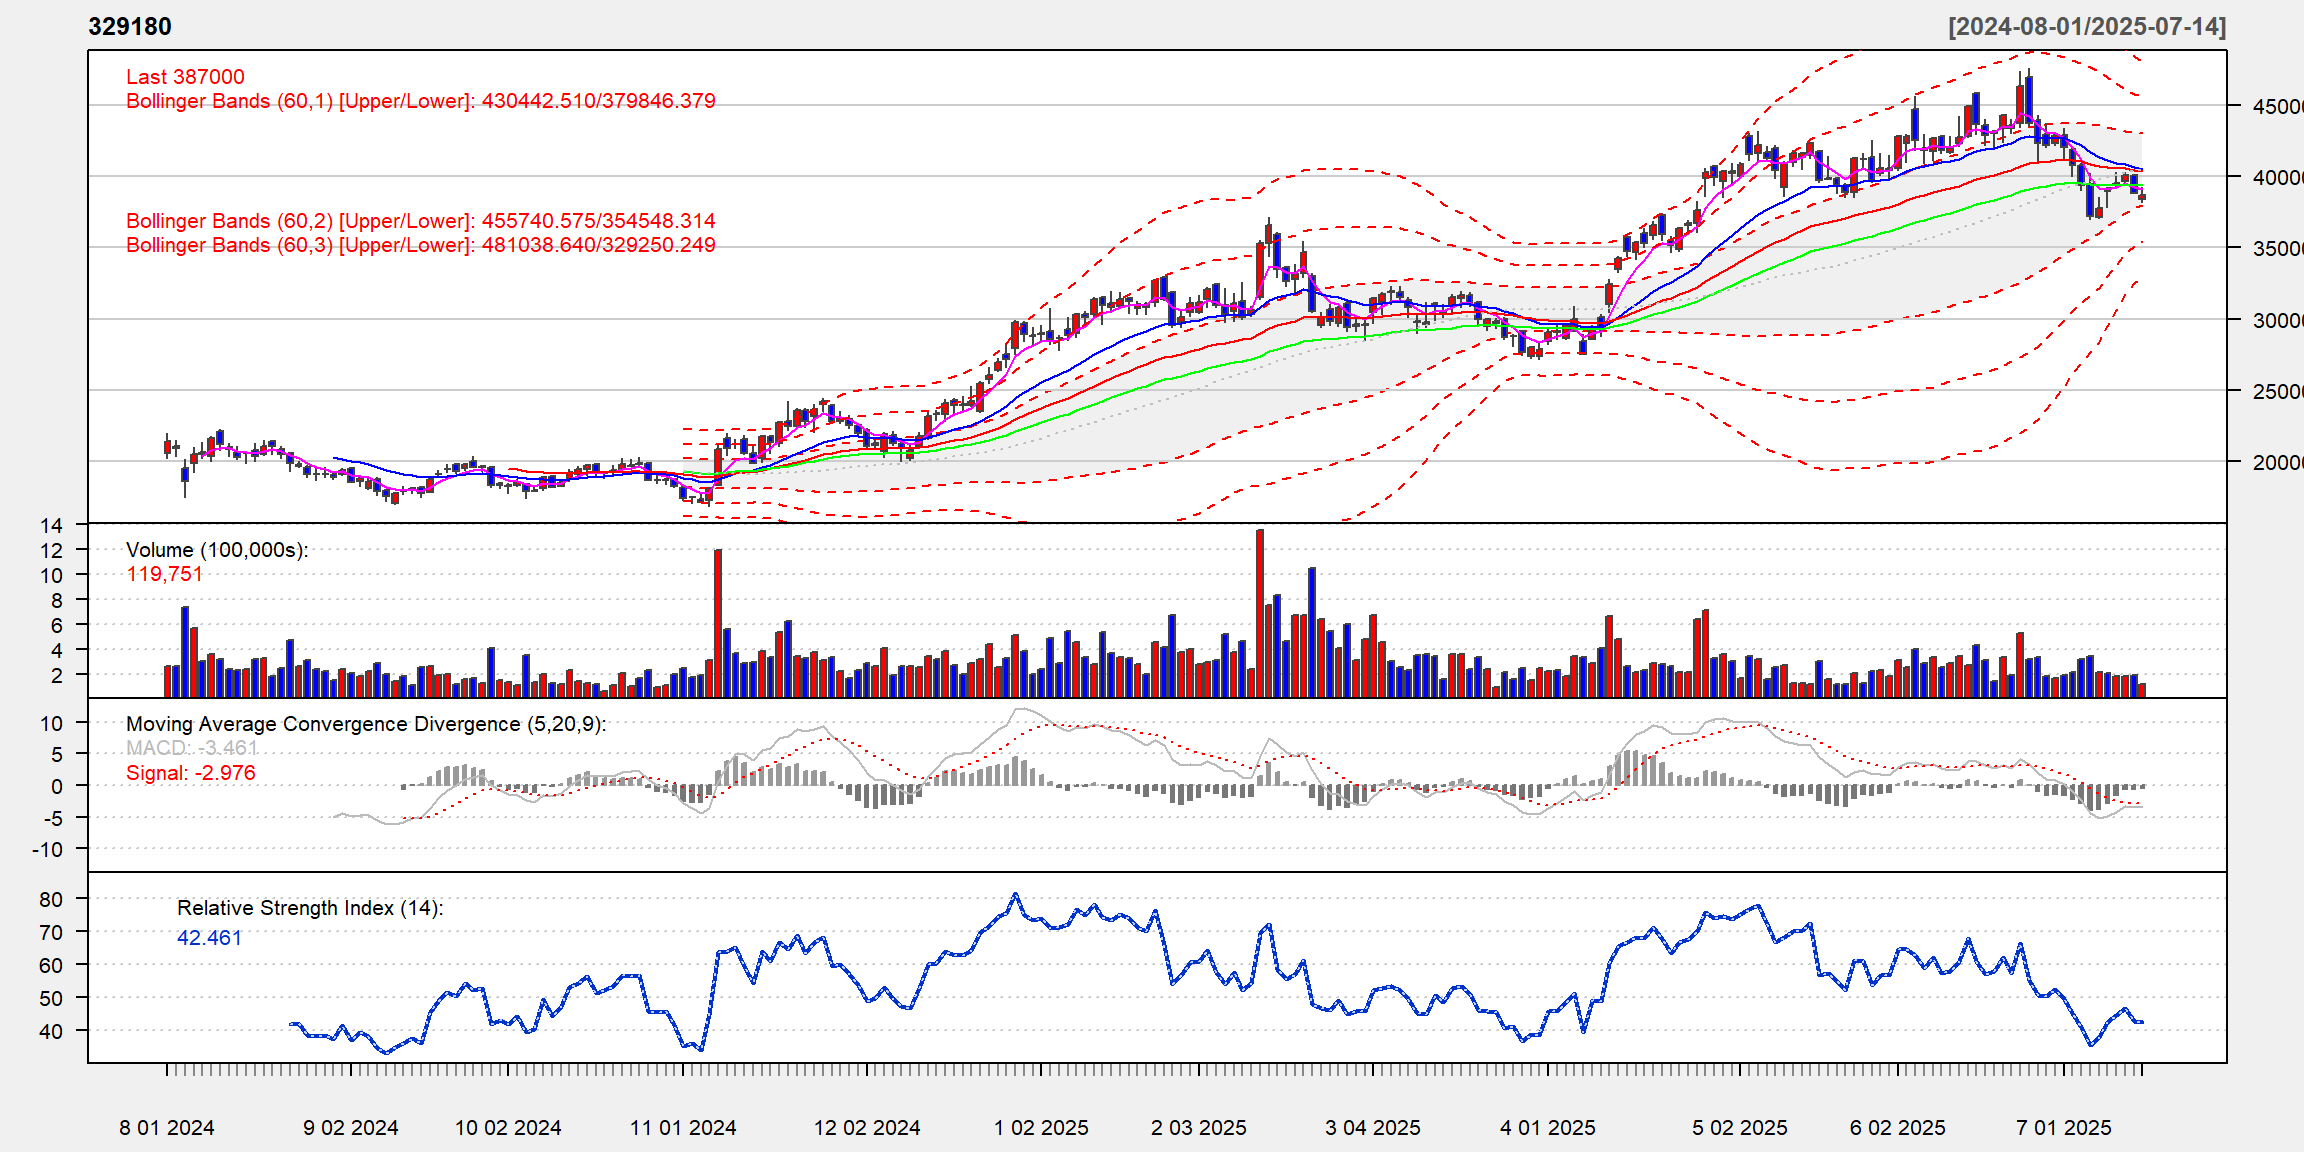 329180
[2024-08-01/2025-07-14]
Last 387000
Bollinger Bands (60,1) [Upper/Lower]: 430442.510/379846.379
Bollinger Bands (60,2) [Upper/Lower]: 455740.575/354548.314
Bollinger Bands (60,3) [Upper/Lower]: 481038.640/329250.249
45000
40000
35000
30000
25000
20000
Volume (100,000s):
119,751
14
12
10
8
6
4
2
Moving Average Convergence Divergence (5,20,9):
MACD: -3.461
Signal: -2.976
10
5
0
-5
-10
Relative Strength Index (14):
42.461
80
70
60
50
40
8 01 2024
9 02 2024
10 02 2024
11 01 2024
12 02 2024
1 02 2025
2 03 2025
3 04 2025
4 01 2025
5 02 2025
6 02 2025
7 01 2025